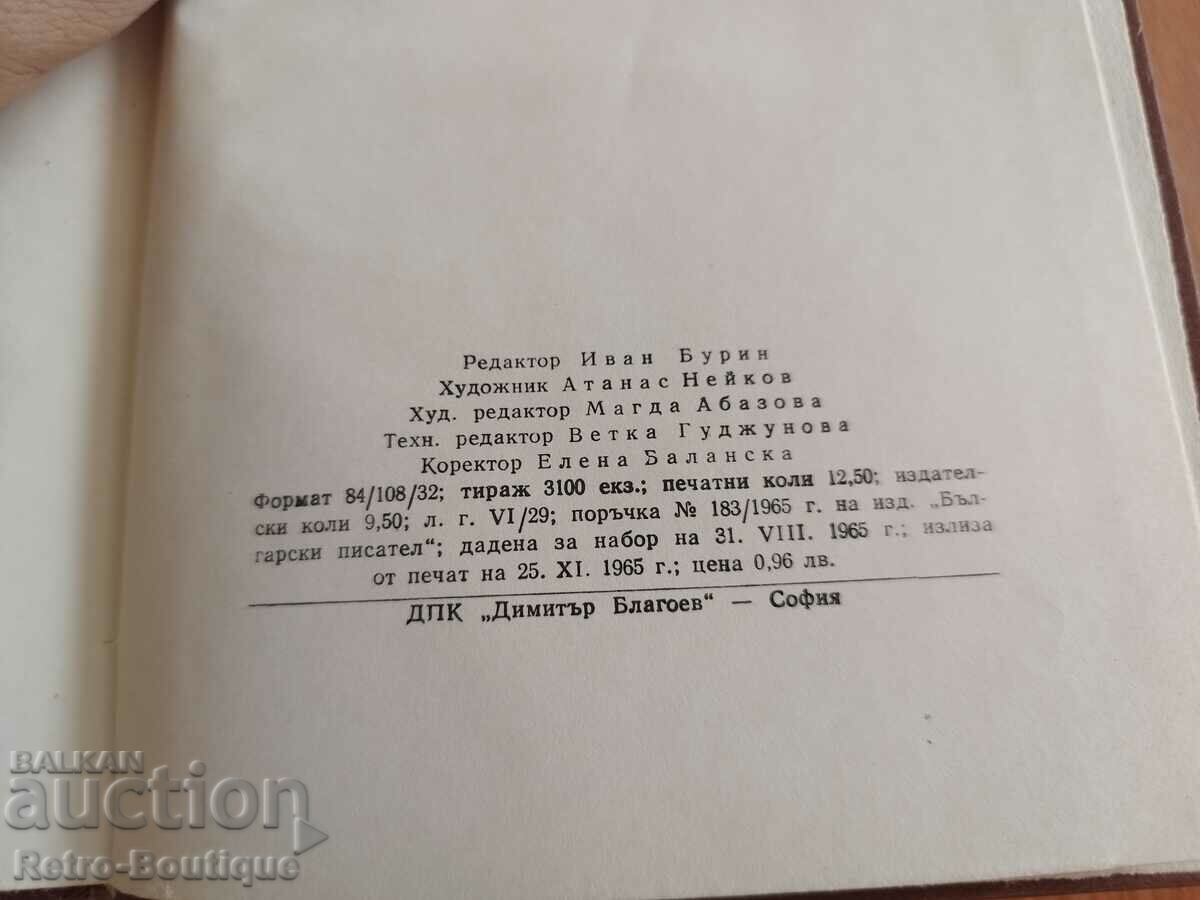 Редактор Иван Бурин
Художник Атанас Нейков
Худ. редактор Магда Абазова
Техн. редактор Ветка Гуджунова
Коректор Елена Баланска
Формат 84/108/32; тираж 3100 екз.; печатни коли 12,50; издател-
ски коли 9,50; л. г. VI/29; поръчка № 183/1965 г. на изд. „Бъл-
гарски писател“; дадена за набор на 31. VIII. 1965 г.; излиза
от печат на 25. XI. 1965 г.; цена 0,96 лв.
ДПК „Димитър Благоев“ — София
BALKAN
auction
Retro-Boutique